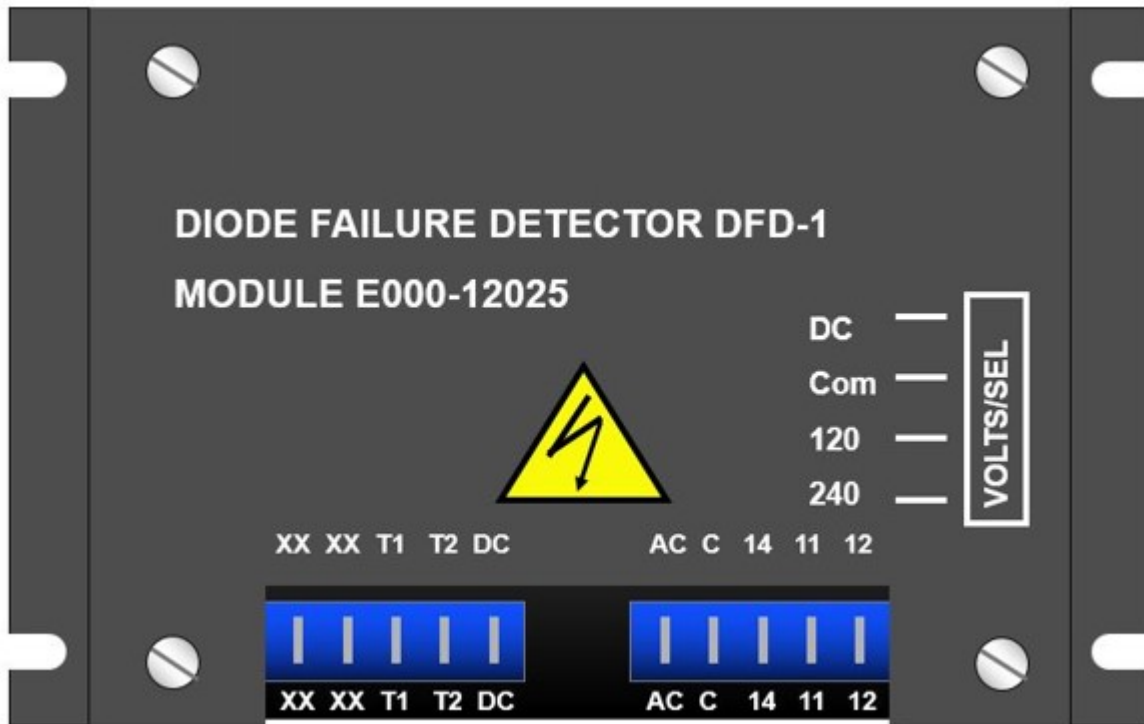 DIODE FAILURE DETECTOR DFD-1
MODULE E000-12025
DC
Com
120
240
VOLTS/SEL
XX XX T1 T2 DC AC C 14 11 12
XX XX T1 T2 DC AC C 14 11 12